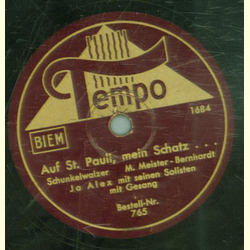 Tempo
1684
BIEM
Auf St. Pauli, mein Schatz . . .
Schunkelwalzer M. Meister-Bernhardt
Jo Alex mit seinen Solisten
mit Gesang
Bestell-Nr.
765